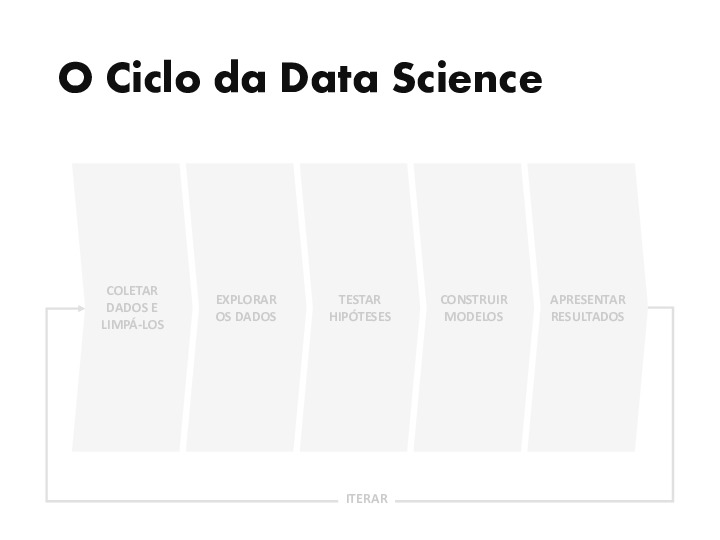 O Ciclo da Data Science
COLETAR
DADOS E
LIMPÁ-LOS
EXPLORAR
OS DADOS
TESTAR
HIPÓTESES
CONSTRUIR
MODELOS
APRESENTAR
RESULTADOS
ITERAR